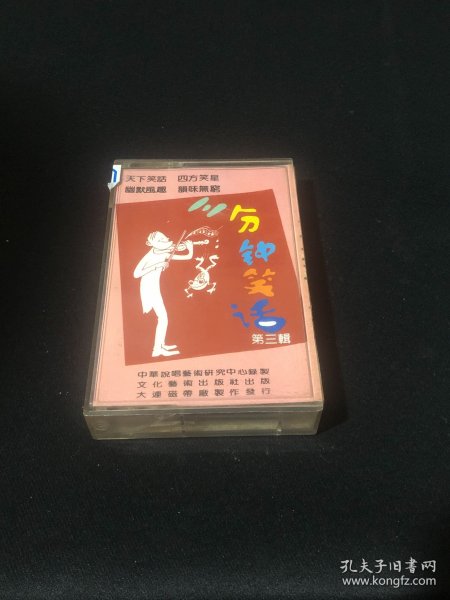 天下笑話 四方笑星
幽默風趣 韻味無窮
三分钟笑话
第三輯
中華說唱藝術研究中心錄製
文化藝術出版社出版
大連磁帶廠製作發行
孔夫子旧书网
www.kongfz.com